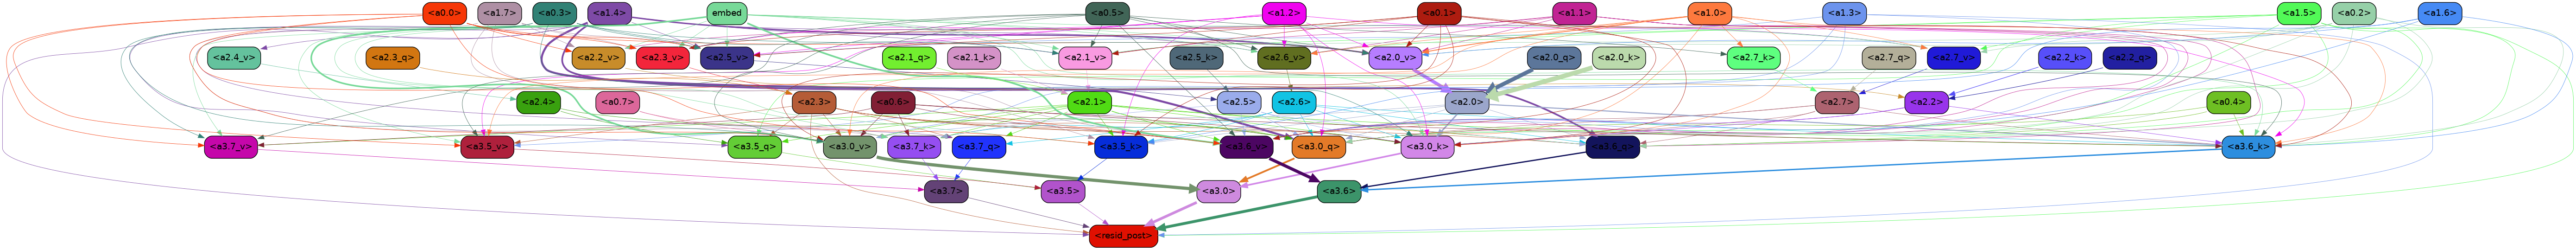 <a0.0> <a1.7> <a0.3> <a1.4> embed <a0.5> <a1.2> <a0.1> <a1.1> <a1.0> <a1.3> <a1.5> <a0.2> <a1.6>
<a2.4_v> <a2.3_q> <a2.2_v> <a2.3_v> <a2.5_v> <a2.1_q> <a2.1_k> <a2.1_v> <a2.5_k> <a2.6_v> <a2.0_v> <a2.0_q> <a2.0_k> <a2.7_k> <a2.7_q> <a2.7_v> <a2.2_k> <a2.2_q>
<a2.4> <a0.7> <a2.3> <a0.6> <a2.1> <a2.5> <a2.6> <a2.0> <a2.7> <a2.2> <a0.4>
<a3.7_v> <a3.5_v> <a3.5_q> <a3.0_v> <a3.7_k> <a3.7_q> <a3.5_k> <a3.6_v> <a3.0_q> <a3.0_k> <a3.6_q> <a3.6_k>
<a3.7> <a3.5> <a3.0> <a3.6>
<resid_post>